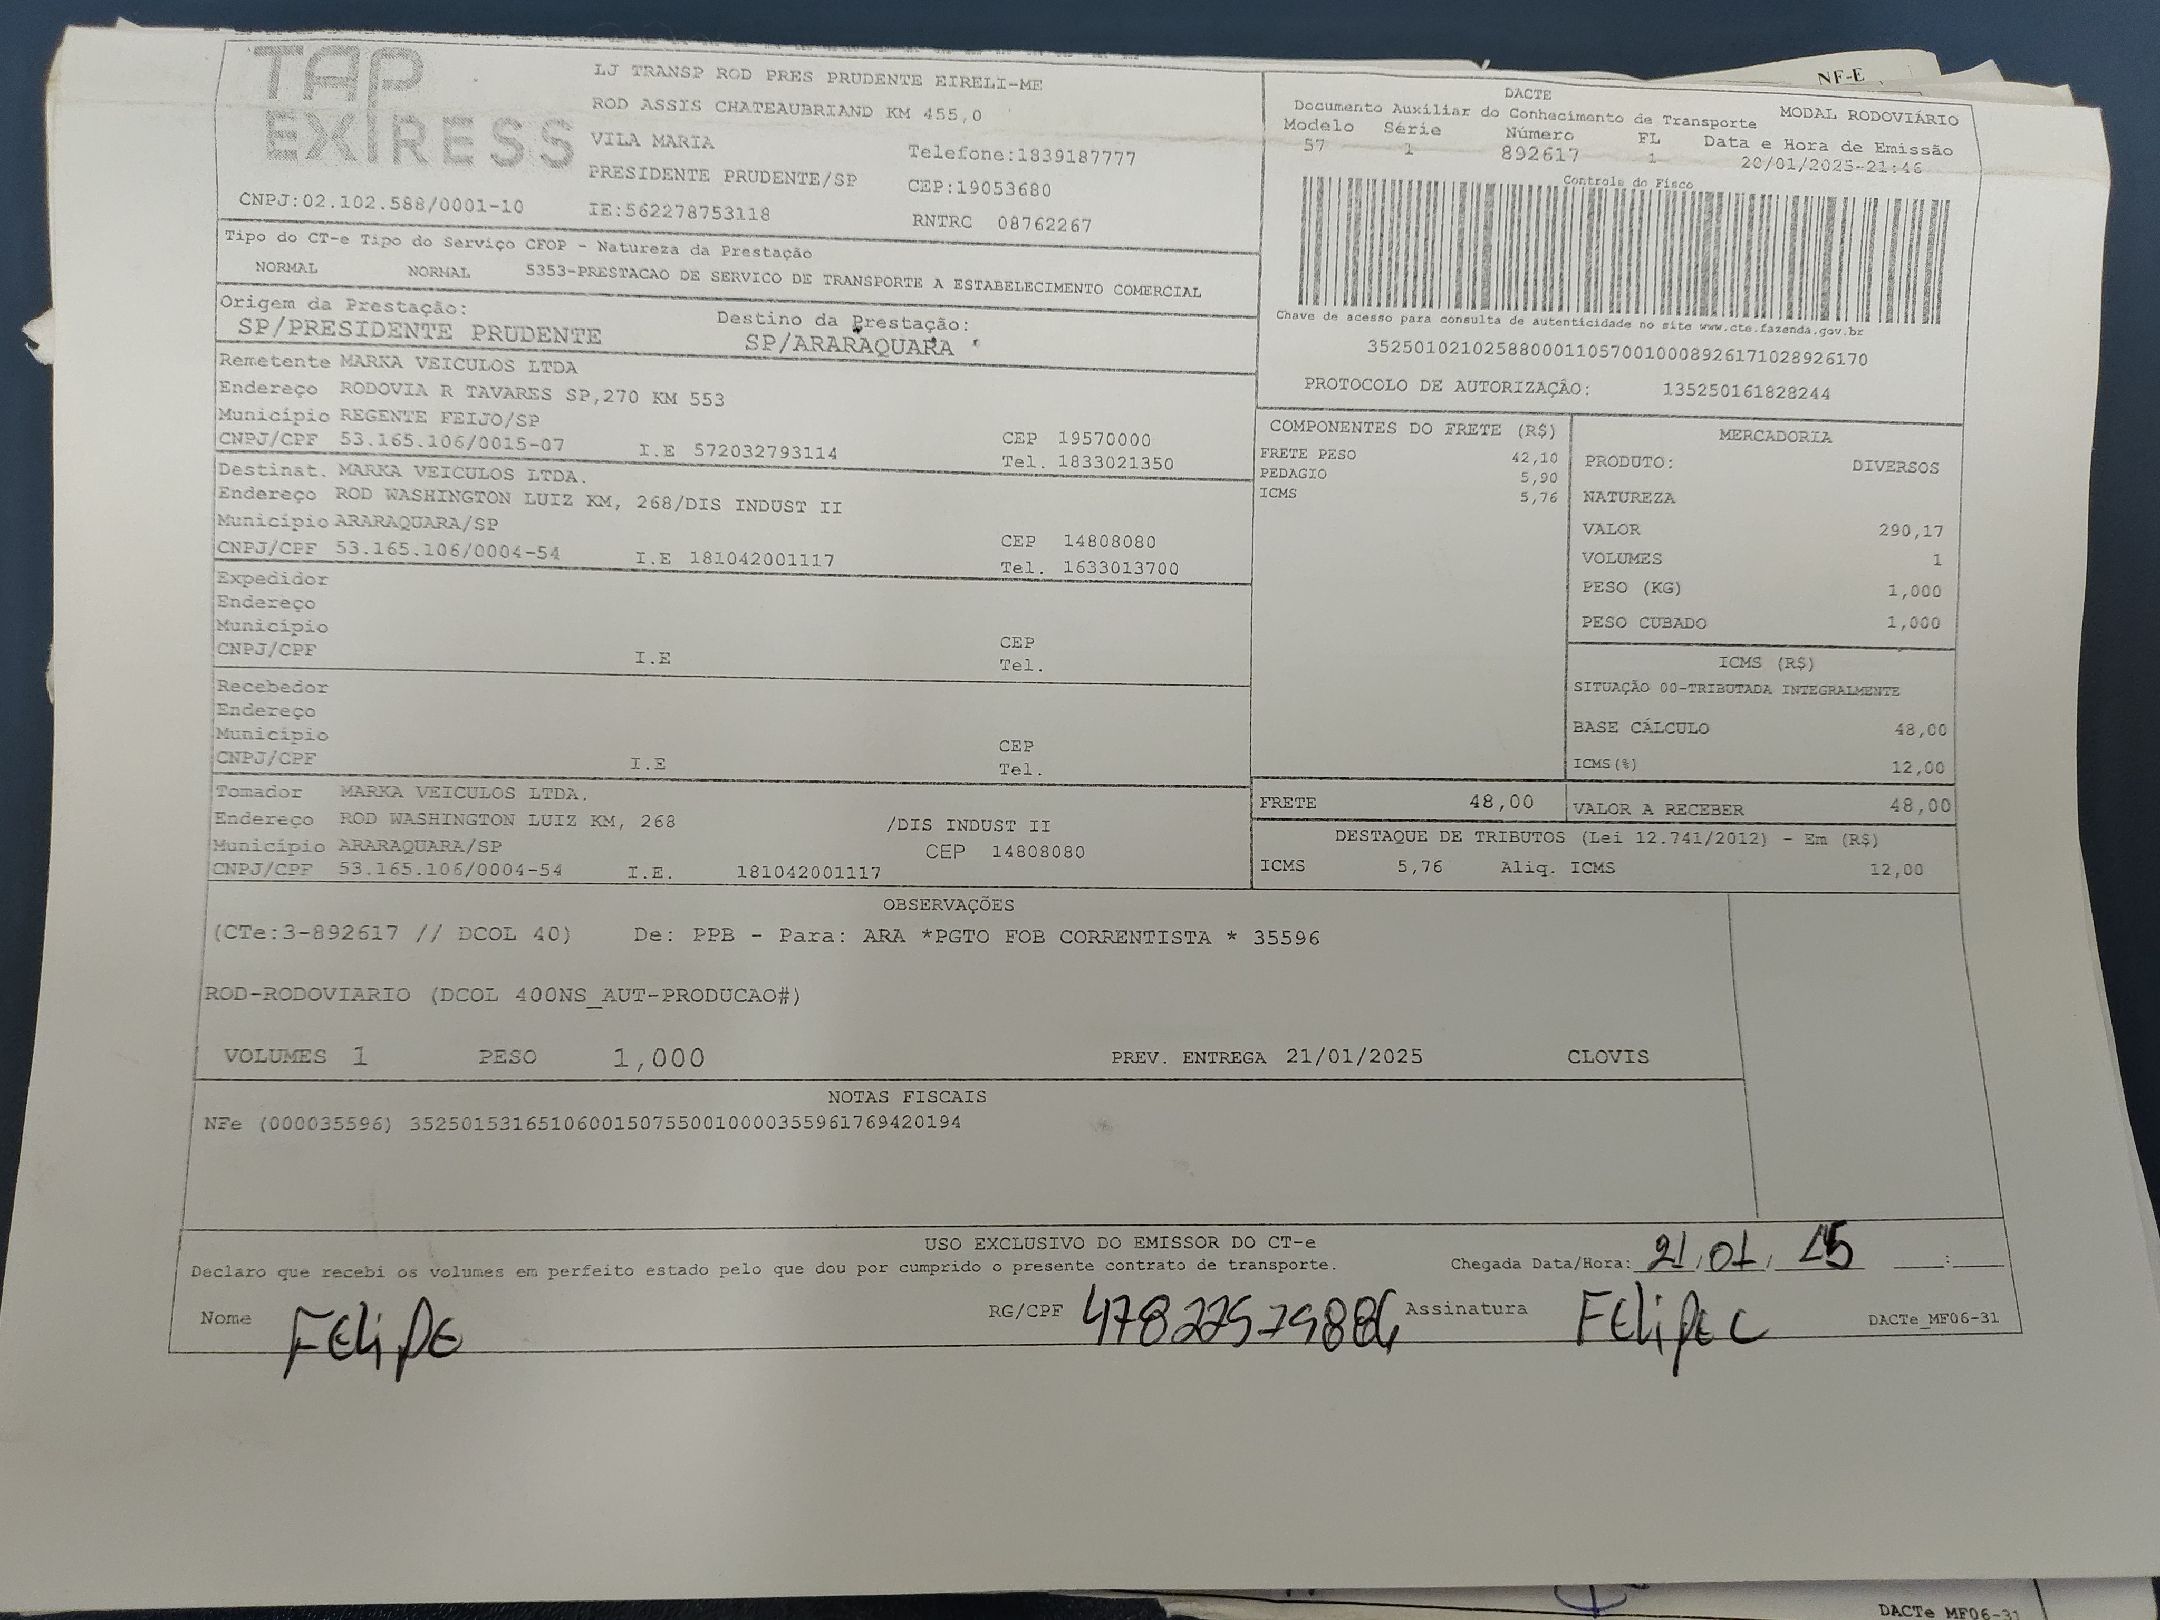 NF-E
TAP
EXIRESS
LJ TRANSP ROD PRES PRUDENTE EIRELI-ME
ROD ASSIS CHATEAUBRIAND KM 455,0
VILA MARIA Telefone:1839187777
PRESIDENTE PRUDENTE/SP CEP:19053680
CNPJ:02.102.588/0001-10 IE:562278753118 RNTRC 08762267
DACTE
Documento Auxiliar do Conhecimento de Transporte MODAL RODOVIÁRIO
Modelo Série Número FL Data e Hora de Emissão
57 1 892617 1 20/01/2025-21:46
Controle do Fisco
Chave de acesso para consulta de autenticidade no site www.cte.fazenda.gov.br
35250102102588000110570010008926171028926170
PROTOCOLO DE AUTORIZAÇÃO: 135250161828244
Tipo do CT-e Tipo do Serviço CFOP - Natureza da Prestação
NORMAL NORMAL 5353-PRESTACAO DE SERVICO DE TRANSPORTE A ESTABELECIMENTO COMERCIAL
Origem da Prestação: Destino da Prestação:
SP/PRESIDENTE PRUDENTE SP/ARARAQUARA
Remetente MARKA VEICULOS LTDA
Endereço RODOVIA R TAVARES SP,270 KM 553
Município REGENTE FEIJO/SP CEP 19570000
CNPJ/CPF 53.165.106/0015-07 I.E 572032793114 Tel. 1833021350
Destinat. MARKA VEICULOS LTDA.
Endereço ROD WASHINGTON LUIZ KM, 268/DIS INDUST II
Município ARARAQUARA/SP CEP 14808080
CNPJ/CPF 53.165.106/0004-54 I.E 181042001117 Tel. 1633013700
Expedidor
Endereço
Município CEP
CNPJ/CPF I.E Tel.
Recebedor
Endereço
Município CEP
CNPJ/CPF I.E Tel.
Tomador MARKA VEICULOS LTDA.
Endereço ROD WASHINGTON LUIZ KM, 268 /DIS INDUST II
Município ARARAQUARA/SP CEP 14808080
CNPJ/CPF 53.165.106/0004-54 I.E. 181042001117
COMPONENTES DO FRETE (R$)
FRETE PESO 42,10
PEDAGIO 5,90
ICMS 5,76
MERCADORIA
PRODUTO: DIVERSOS
NATUREZA
VALOR 290,17
VOLUMES 1
PESO (KG) 1,000
PESO CUBADO 1,000
ICMS (R$)
SITUAÇÃO 00-TRIBUTADA INTEGRALMENTE
BASE CÁLCULO 48,00
ICMS(%) 12,00
FRETE 48,00 VALOR A RECEBER 48,00
DESTAQUE DE TRIBUTOS (Lei 12.741/2012) - Em (R$)
ICMS 5,76 Aliq. ICMS 12,00
OBSERVAÇÕES
(CTe:3-892617 // DCOL 40) De: PPB - Para: ARA *PGTO FOB CORRENTISTA * 35596
ROD-RODOVIARIO (DCOL 400NS_AUT-PRODUCAO#)
VOLUMES 1 PESO 1,000 PREV. ENTREGA 21/01/2025 CLOVIS
NOTAS FISCAIS
NFe (000035596) 35250153165106001507550010000355961769420194
USO EXCLUSIVO DO EMISSOR DO CT-e
Declaro que recebi os volumes em perfeito estado pelo que dou por cumprido o presente contrato de transporte. Chegada Data/Hora: 21/01/25 __:__
Nome FEliPE RG/CPF Assinatura FEliPE C DACTe_MF06-31
DACTe MF06-31